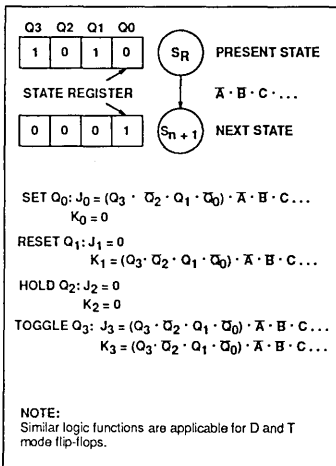 Q3 Q2 Q1 Q0
1 0 1 0
S_R
PRESENT STATE
STATE REGISTER
A̅ · B̅ · C · ...
0 0 0 1
S_{n + 1}
NEXT STATE
SET Q₀: J₀ = (Q₃ · Q̅₂ · Q₁ · Q̅₀) · A̅ · B̅ · C ...
K₀ = 0
RESET Q₁: J₁ = 0
K₁ = (Q₃ · Q̅₂ · Q₁ · Q̅₀) · A̅ · B̅ · C ...
HOLD Q₂: J₂ = 0
K₂ = 0
TOGGLE Q₃: J₃ = (Q₃ · Q̅₂ · Q₁ · Q̅₀) · A̅ · B̅ · C ...
K₃ = (Q₃ · Q̅₂ · Q₁ · Q̅₀) · A̅ · B̅ · C ...
NOTE:
Similar logic functions are applicable for D and T
mode flip-flops.